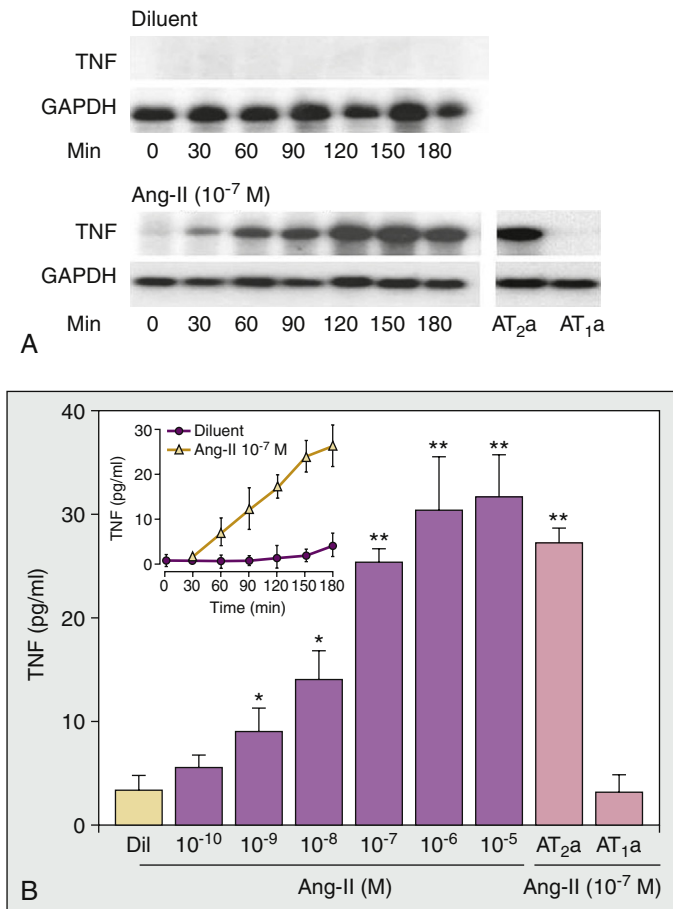 Diluent
TNF
GAPDH
Min 0 30 60 90 120 150 180
Ang-II (10⁻⁷ M)
TNF
GAPDH
Min 0 30 60 90 120 150 180 AT₂a AT₁a
A
40
30
20
10
0
TNF (pg/ml)
30
20
10
0
TNF (pg/ml)
Diluent
Ang-II 10⁻⁷ M
0 30 60 90 120 150 180
Time (min)
* * ** ** ** **
Dil 10⁻¹⁰ 10⁻⁹ 10⁻⁸ 10⁻⁷ 10⁻⁶ 10⁻⁵ AT₂a AT₁a
Ang-II (M) Ang-II (10⁻⁷ M)
B